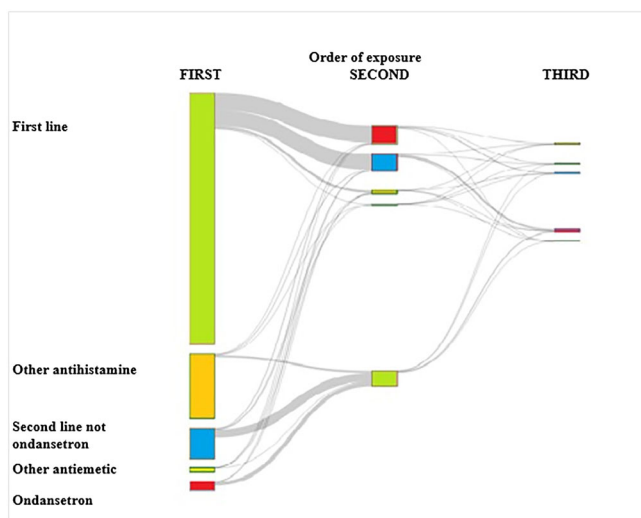 Order of exposure
FIRST
SECOND
THIRD
First line
Other antihistamine
Second line not
ondansetron
Other antiemetic
Ondansetron